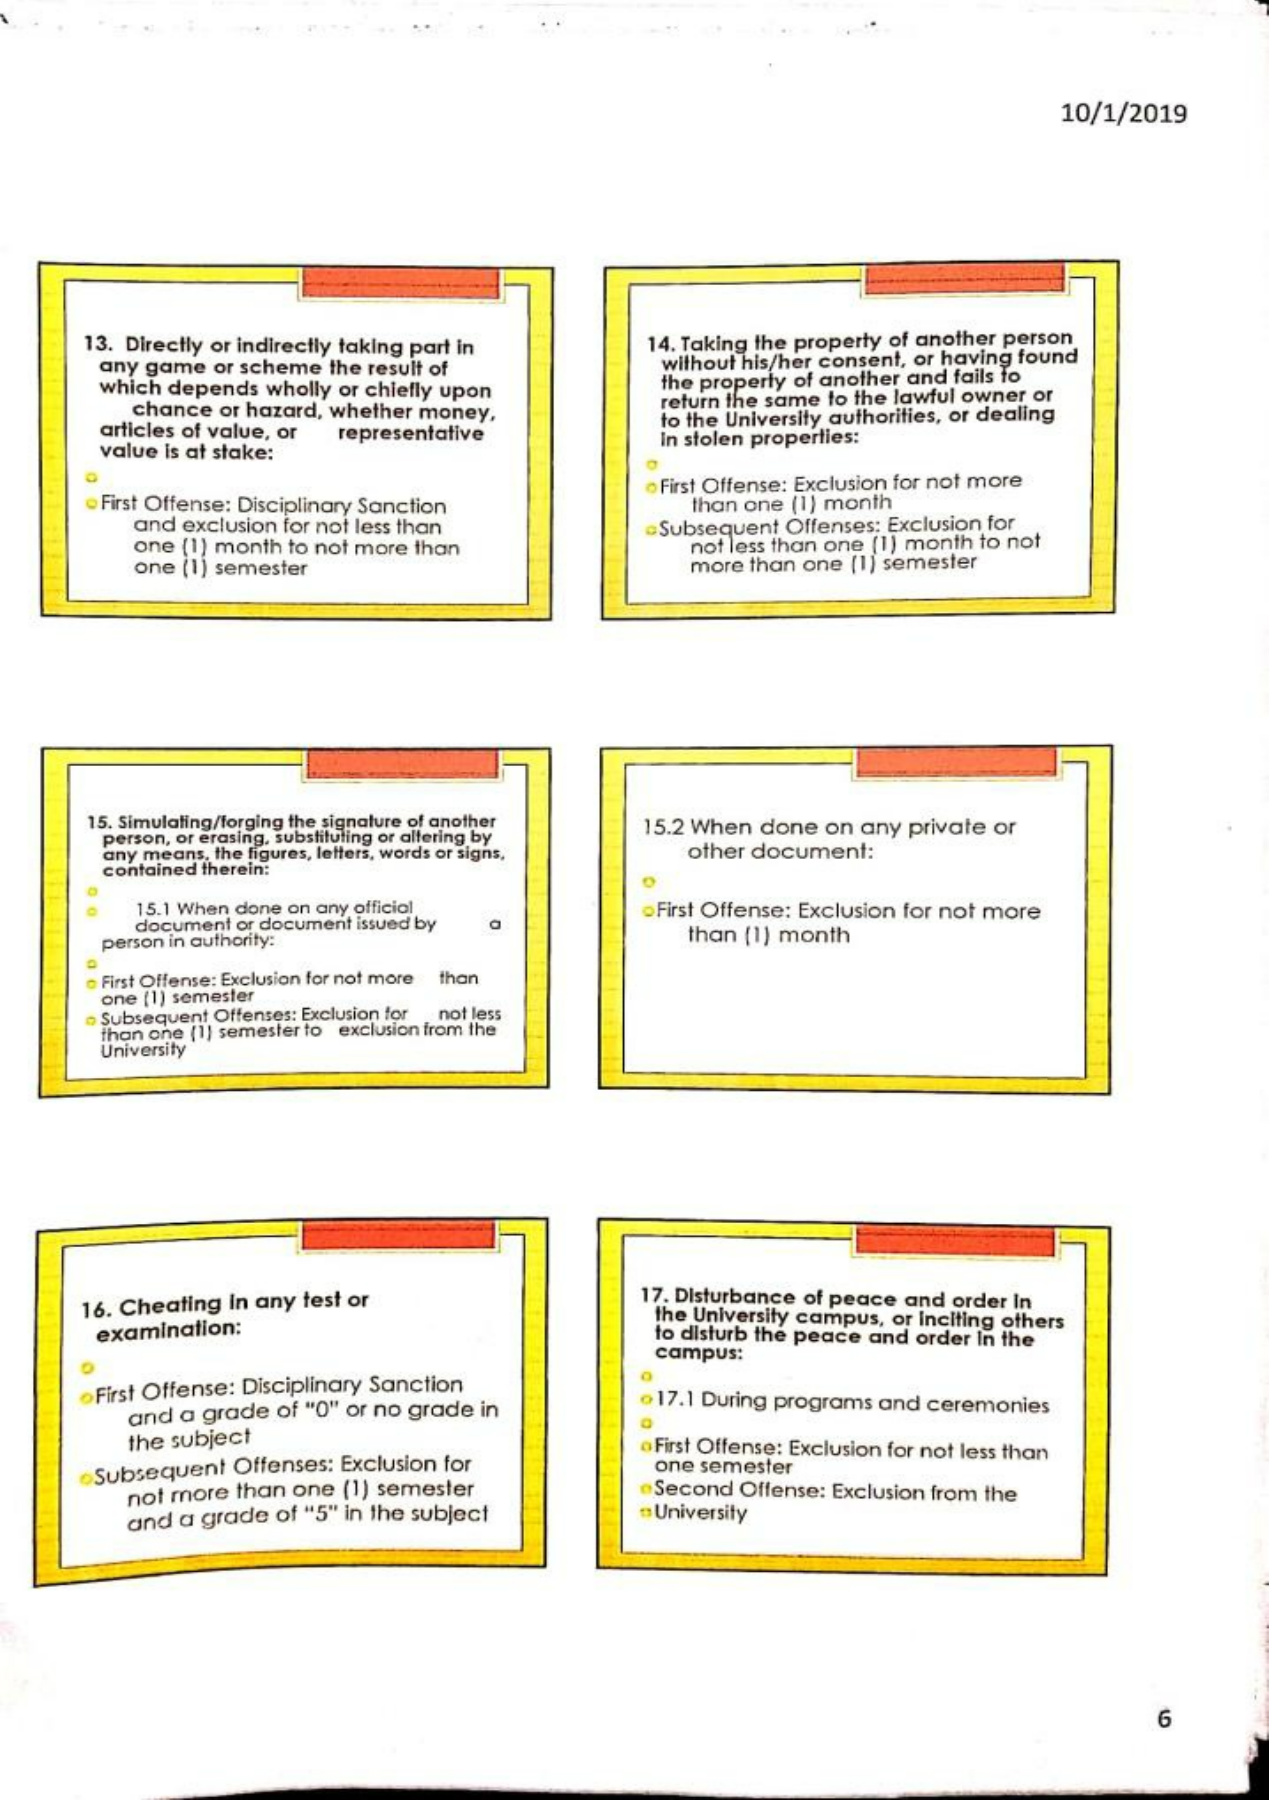 10/1/2019
13. Directly or indirectly taking part in
any game or scheme the result of
which depends wholly or chiefly upon
chance or hazard, whether money,
articles of value, or representative
value is at stake:
First Offense: Disciplinary Sanction
and exclusion for not less than
one (1) month to not more than
one (1) semester
14. Taking the property of another person
without his/her consent, or having found
the property of another and fails to
return the same to the lawful owner or
to the University authorities, or dealing
in stolen properties:
First Offense: Exclusion for not more
than one (1) month
Subsequent Offenses: Exclusion for
not less than one (1) month to not
more than one (1) semester
15. Simulating/forging the signature of another
person, or erasing, substituting or altering by
any means, the figures, letters, words or signs,
contained therein:
15.1 When done on any official
document or document issued by a
person in authority:
First Offense: Exclusion for not more than
one (1) semester
Subsequent Offenses: Exclusion for not less
than one (1) semester to exclusion from the
University
15.2 When done on any private or
other document:
First Offense: Exclusion for not more
than (1) month
16. Cheating in any test or
examination:
First Offense: Disciplinary Sanction
and a grade of "0" or no grade in
the subject
Subsequent Offenses: Exclusion for
not more than one (1) semester
and a grade of "5" in the subject
17. Disturbance of peace and order in
the University campus, or inciting others
to disturb the peace and order in the
campus:
17.1 During programs and ceremonies
First Offense: Exclusion for not less than
one semester
Second Offense: Exclusion from the
University
6